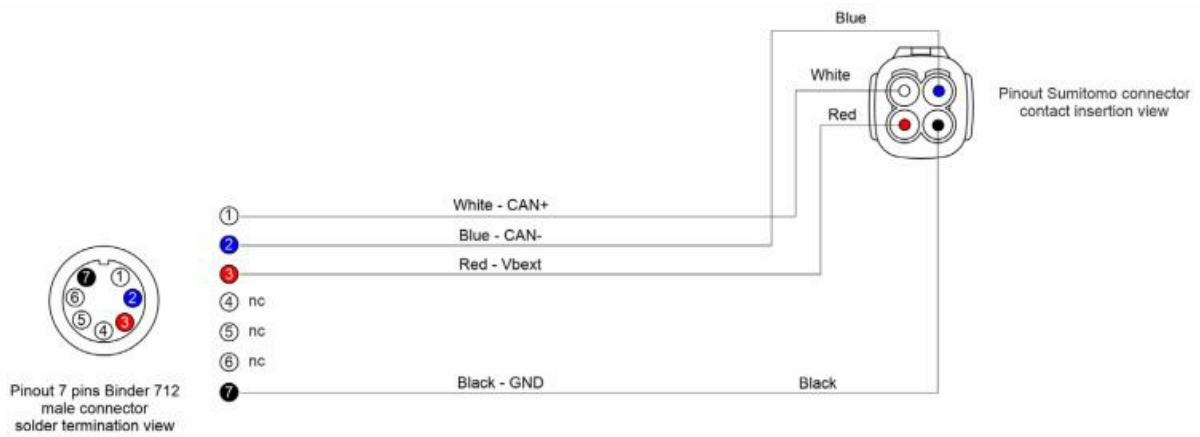 Blue
White
Red
Pinout Sumitomo connector
contact insertion view
1 White - CAN+
2 Blue - CAN-
3 Red - Vbext
4 nc
5 nc
6 nc
7 Black - GND Black
7 1
6 2
5 4 3
Pinout 7 pins Binder 712
male connector
solder termination view